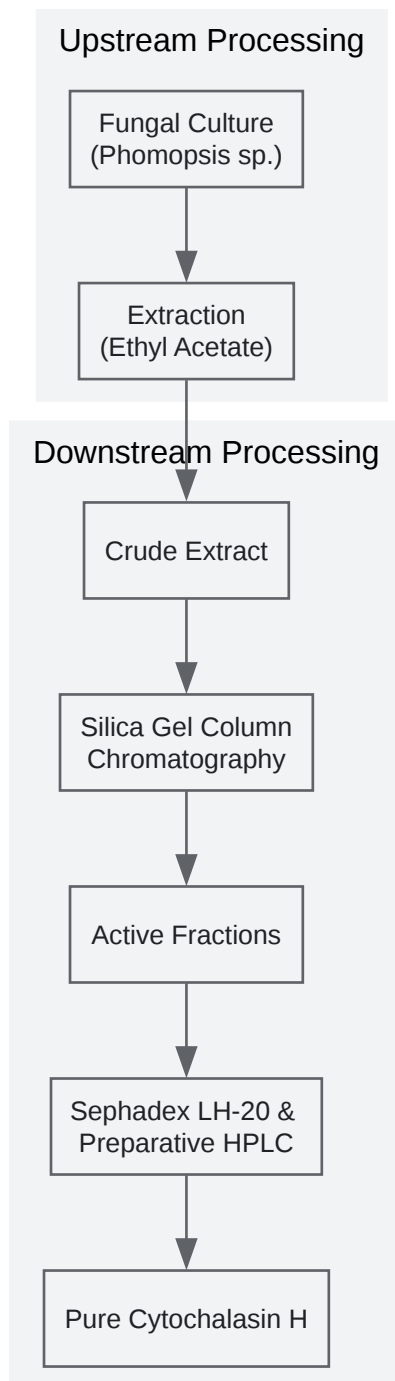 Upstream Processing
Fungal Culture
(Phomopsis sp.)
Extraction
(Ethyl Acetate)
Downstream Processing
Crude Extract
Silica Gel Column
Chromatography
Active Fractions
Sephadex LH-20 &
Preparative HPLC
Pure Cytochalasin H